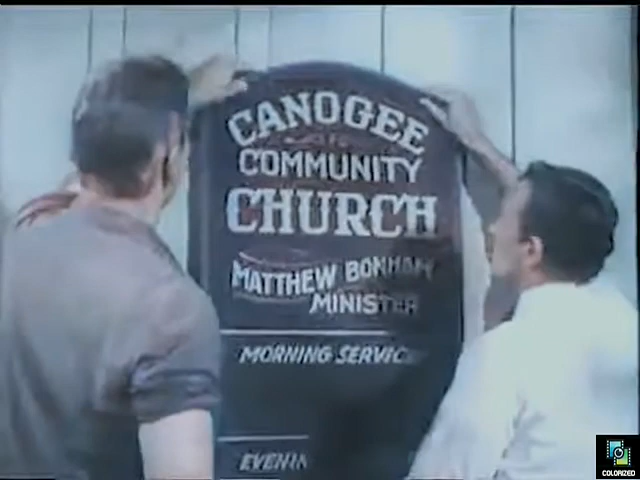 CANOGEE
COMMUNITY
CHURCH
MATTHEW BONHAM
MINISTER
MORNING SERVICE
COLORIZED